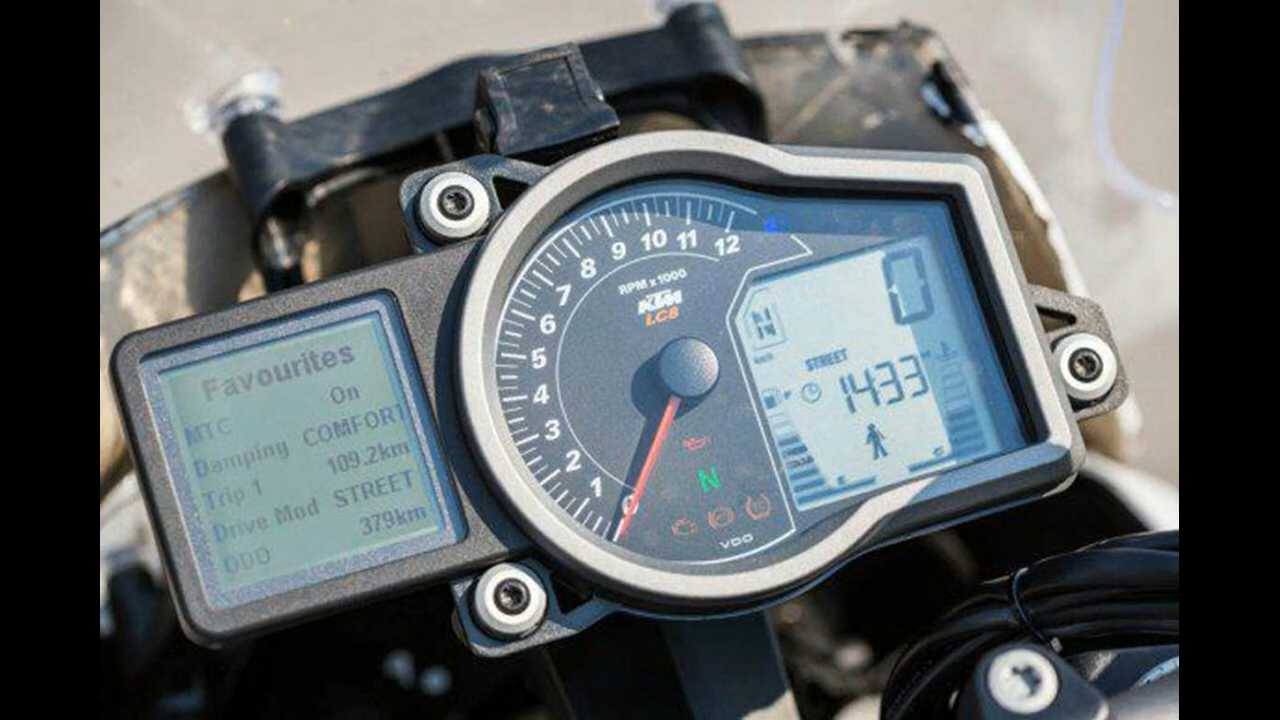 Favourites
MTC On
Damping COMFORT
Trip 1 109.2km
Drive Mod STREET
ODO 379km
0 1 2 3 4 5 6 7 8 9 10 11 12
RPM x 1000
KTM
LC8
N
VDO
N
0
STREET
1433